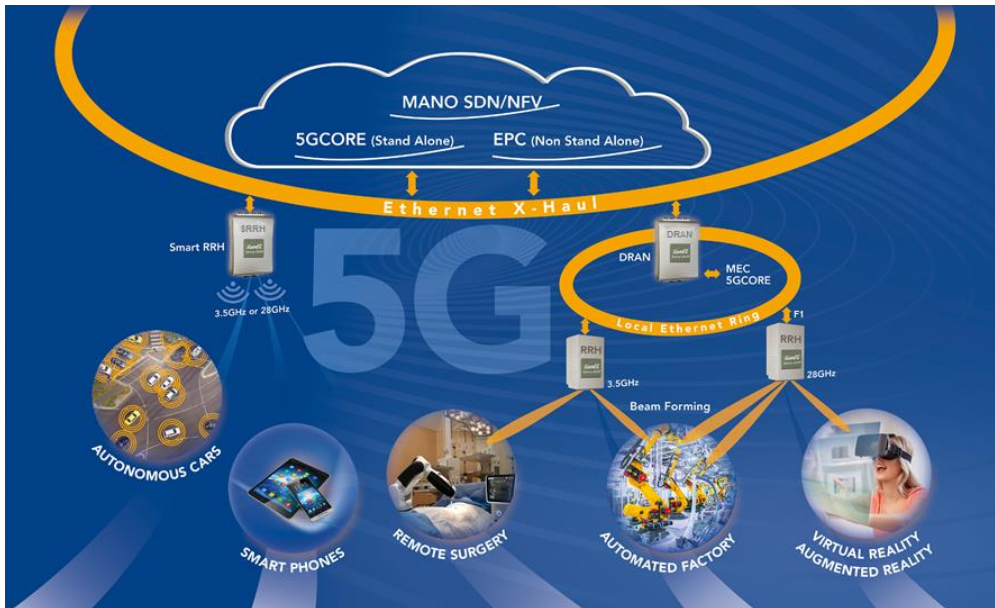 MANO SDN/NFV
5GCORE (Stand Alone)
EPC (Non Stand Alone)
Ethernet X-Haul
SRRH
Smart RRH
3.5GHz or 28GHz
5G
DRAN
DRAN
MEC
5GCORE
Local Ethernet Ring
F1
RRH
3.5GHz
RRH
28GHz
Beam Forming
AUTONOMOUS CARS
SMART PHONES
REMOTE SURGERY
AUTOMATED FACTORY
VIRTUAL REALITY
AUGMENTED REALITY